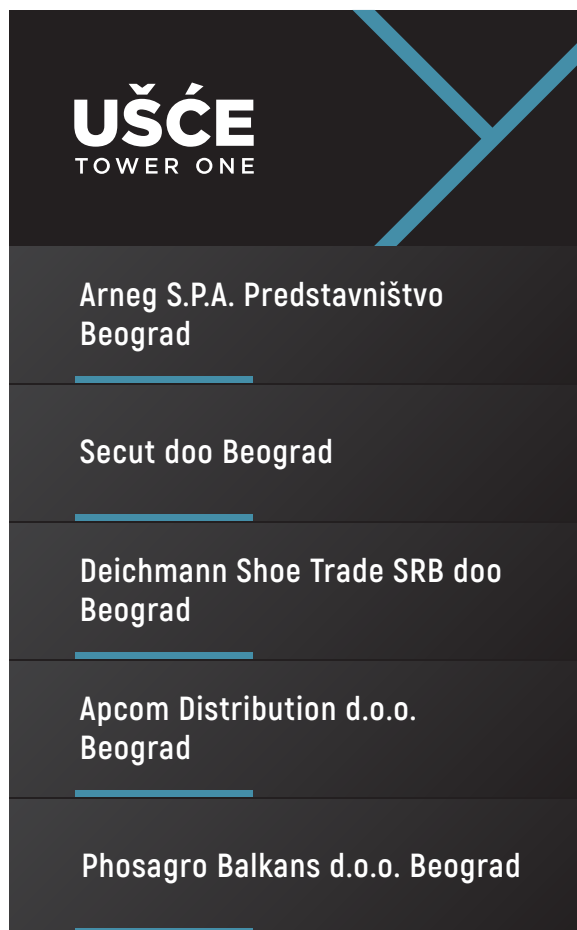 UŠĆE
TOWER ONE
Arneg S.P.A. Predstavništvo
Beograd
Secut doo Beograd
Deichmann Shoe Trade SRB doo
Beograd
Apcom Distribution d.o.o.
Beograd
Phosagro Balkans d.o.o. Beograd